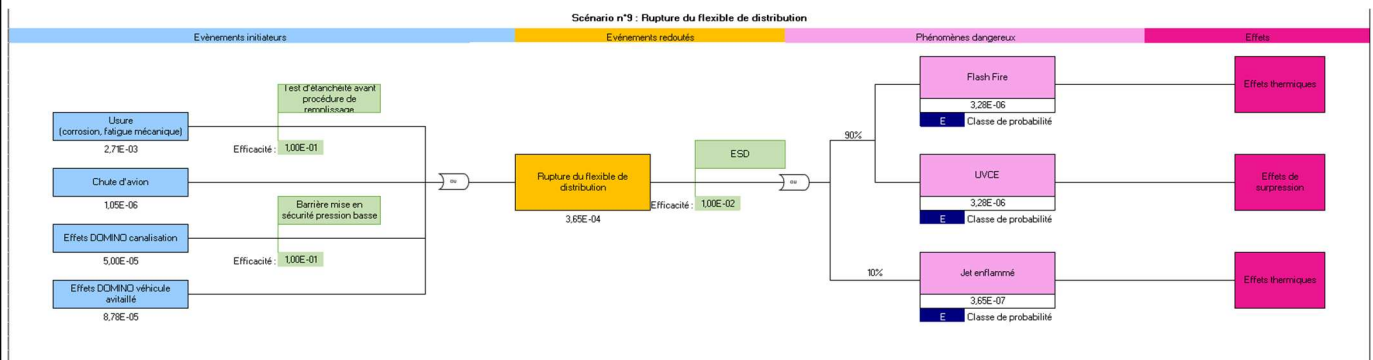 Scénario n°9 : Rupture du flexible de distribution
Evènements initiateurs
Evénements redoutés
Phénomènes dangereux
Effets
Test d'étanchéité avant
procédure de
remplissage
Usure
(corrosion, fatigue mécanique)
2,71E-03
Efficacité : 1,00E-01
Chute d'avion
1,05E-06
Barrière mise en
sécurité pression basse
Effets DOMINO canalisation
5,00E-05
Efficacité : 1,00E-01
Effets DOMINO véhicule
avitaillé
8,78E-05
ou
Rupture du flexible de
distribution
3,65E-04
ESD
Efficacité : 1,00E-02
ou
90%
10%
Flash Fire
3,28E-06
E Classe de probabilité
Effets thermiques
UVCE
3,28E-06
E Classe de probabilité
Effets de
surpression
Jet enflammé
3,65E-07
E Classe de probabilité
Effets thermiques